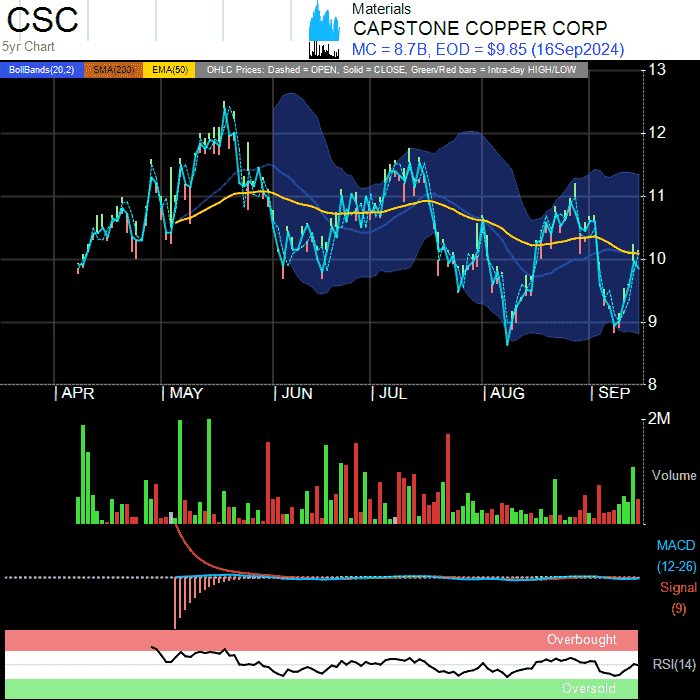 CSC
5yr Chart
Materials
CAPSTONE COPPER CORP
MC = 8.7B, EOD = $9.85 (16Sep2024)
BollBands(20,2) SMA(200) EMA(50) OHLC Prices: Dashed = OPEN, Solid = CLOSE, Green/Red bars = Intra-day HIGH/LOW
13
12
11
10
9
8
APR MAY JUN JUL AUG SEP
2M
Volume
MACD
(12-26)
Signal
(9)
Overbought
RSI(14)
Oversold